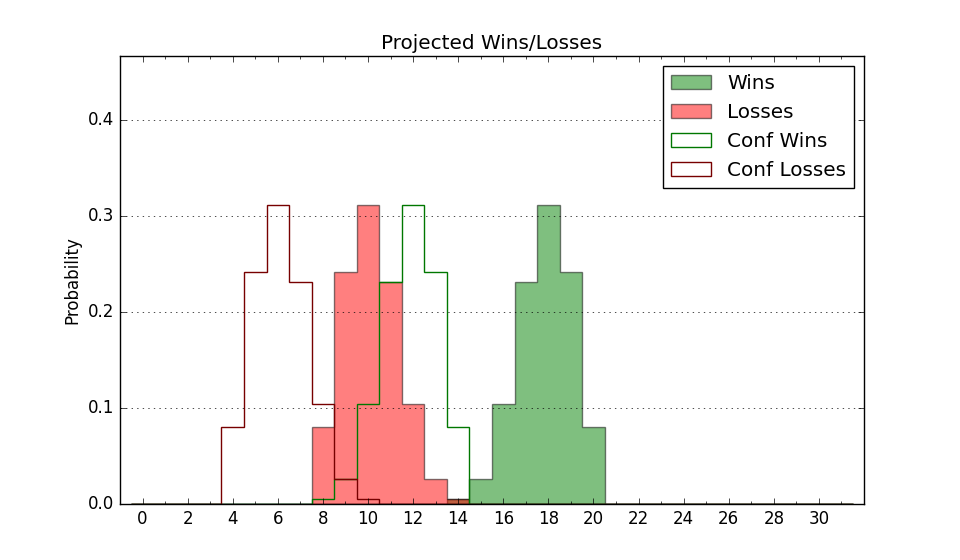 Projected Wins/Losses
Wins
Losses
Conf Wins
Conf Losses
Probability
0.4
0.3
0.2
0.1
0.0
0 2 4 6 8 10 12 14 16 18 20 22 24 26 28 30